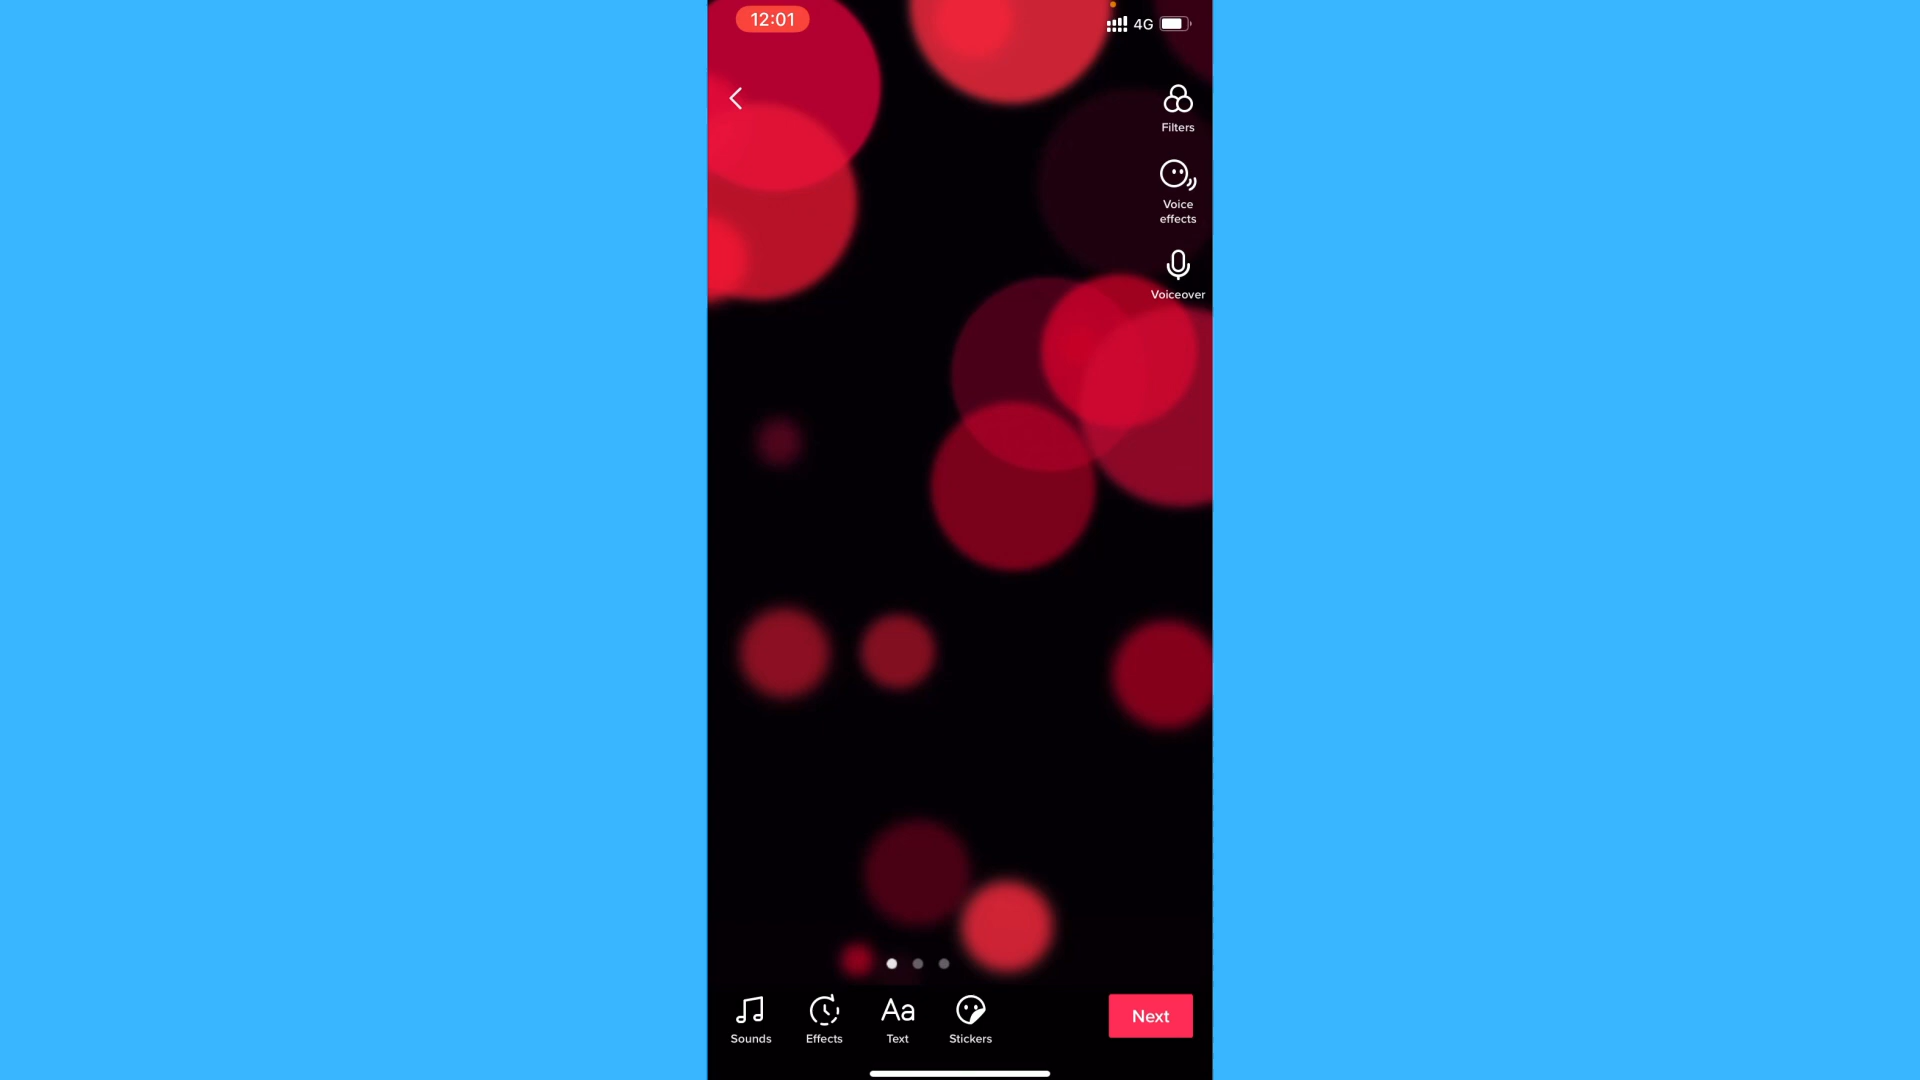 12:01
4G
Filters
Voice
effects
Voiceover
Sounds
Effects
Aa
Text
Stickers
Next